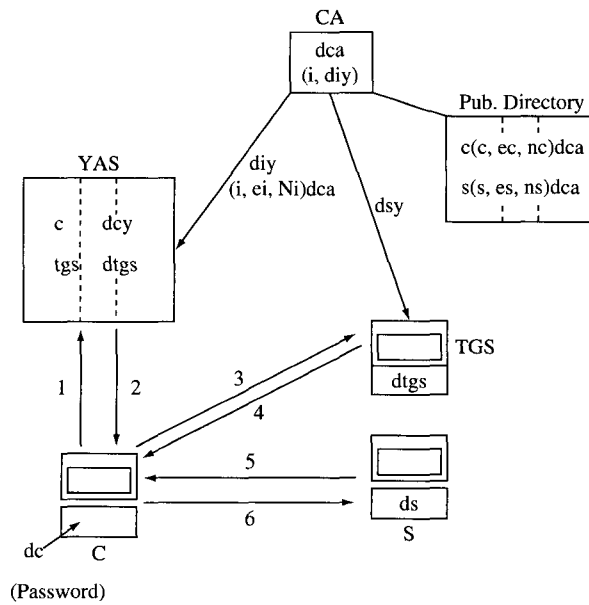 CA
dca
(i, diy)
Pub. Directory
c(c, ec, nc)dca
s(s, es, ns)dca
YAS
diy
(i, ei, Ni)dca
dsy
c dcy
tgs dtgs
TGS
dtgs
1
2
3
4
5
6
ds
S
dc
C
(Password)